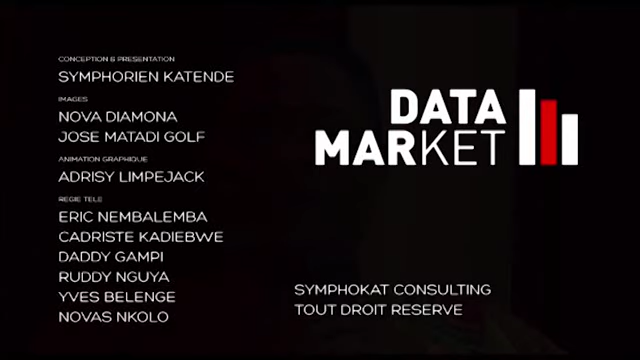 CONCEPTION & PRESENTATION
SYMPHORIEN KATENDE
IMAGES
NOVA DIAMONA
JOSE MATADI GOLF
ANIMATION GRAPHIQUE
ADRISY LIMPEJACK
REGIE TELE
ERIC NEMBALEMBA
CADRISTE KADIEBWE
DADDY GAMPI
RUDDY NGUYA
YVES BELENGE
NOVAS NKOLO
DATA
MARKET
SYMPHOKAT CONSULTING
TOUT DROIT RESERVE